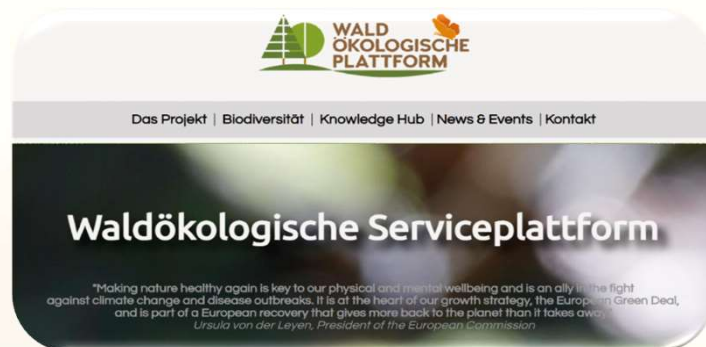 WALD
ÖKOLOGISCHE
PLATTFORM
Das Projekt | Biodiversität | Knowledge Hub | News & Events | Kontakt
Waldökologische Serviceplattform
"Making nature healthy again is key to our physical and mental wellbeing and is an ally in the fight
against climate change and disease outbreaks. It is at the heart of our growth strategy, the European Green Deal,
and is part of a European recovery that gives more back to the planet than it takes away."
Ursula von der Leyen, President of the European Commission